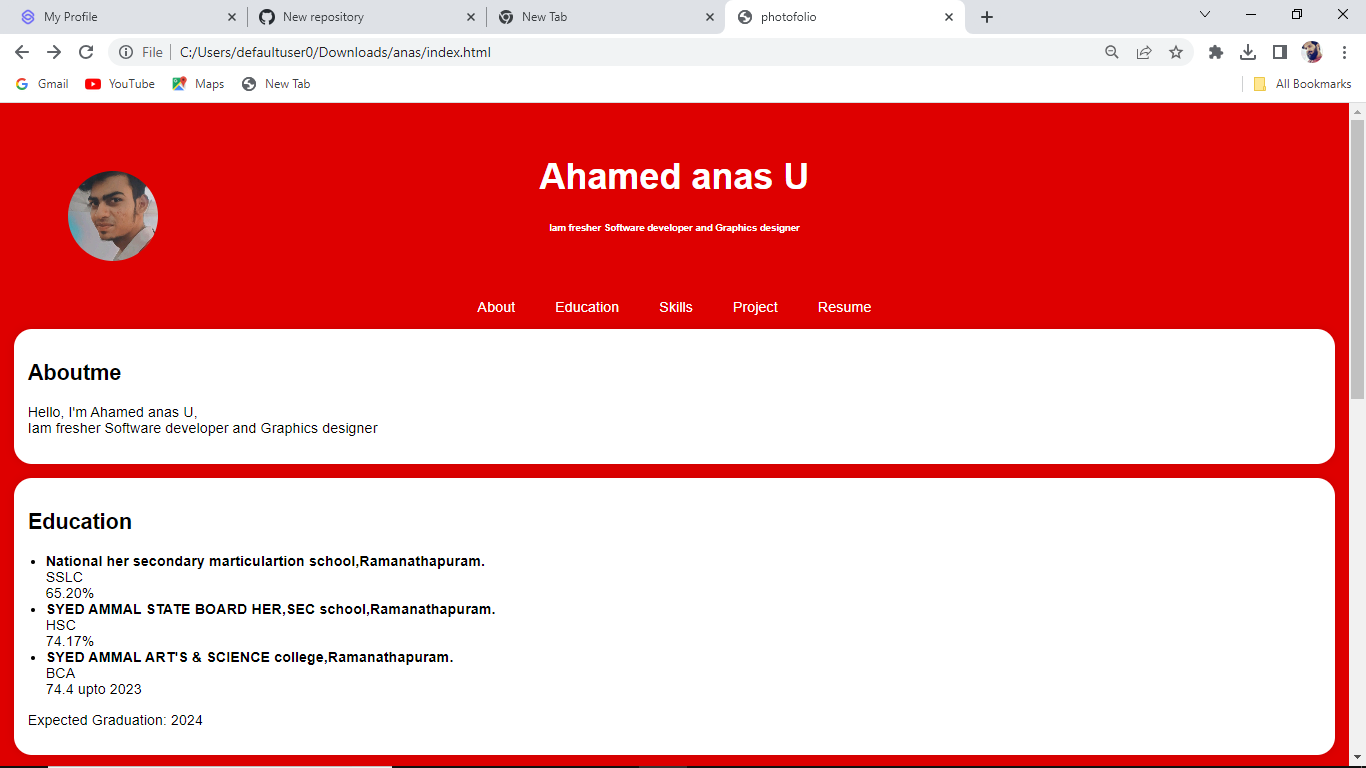 My Profile
New repository
New Tab
photofolio
File
C:/Users/defaultuser0/Downloads/anas/index.html
Gmail
YouTube
Maps
New Tab
All Bookmarks
Ahamed anas U
Iam fresher Software developer and Graphics designer
About
Education
Skills
Project
Resume
Aboutme
Hello, I'm Ahamed anas U,
Iam fresher Software developer and Graphics designer
Education
• National her secondary marticulartion school,Ramanathapuram.
SSLC
65.20%
• SYED AMMAL STATE BOARD HER,SEC school,Ramanathapuram.
HSC
74.17%
• SYED AMMAL ART'S & SCIENCE college,Ramanathapuram.
BCA
74.4 upto 2023
Expected Graduation: 2024